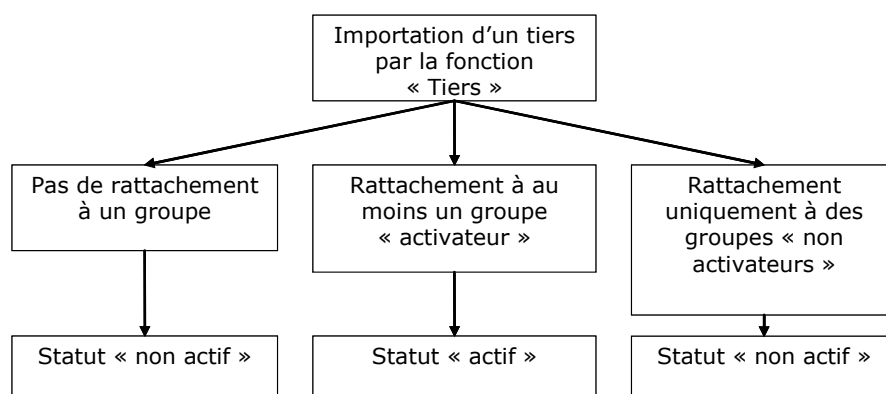 Importation d'un tiers
par la fonction
« Tiers »
Pas de rattachement
à un groupe
Rattachement à au
moins un groupe
« activateur »
Rattachement
uniquement à des
groupes « non
activateurs »
Statut « non actif »
Statut « actif »
Statut « non actif »